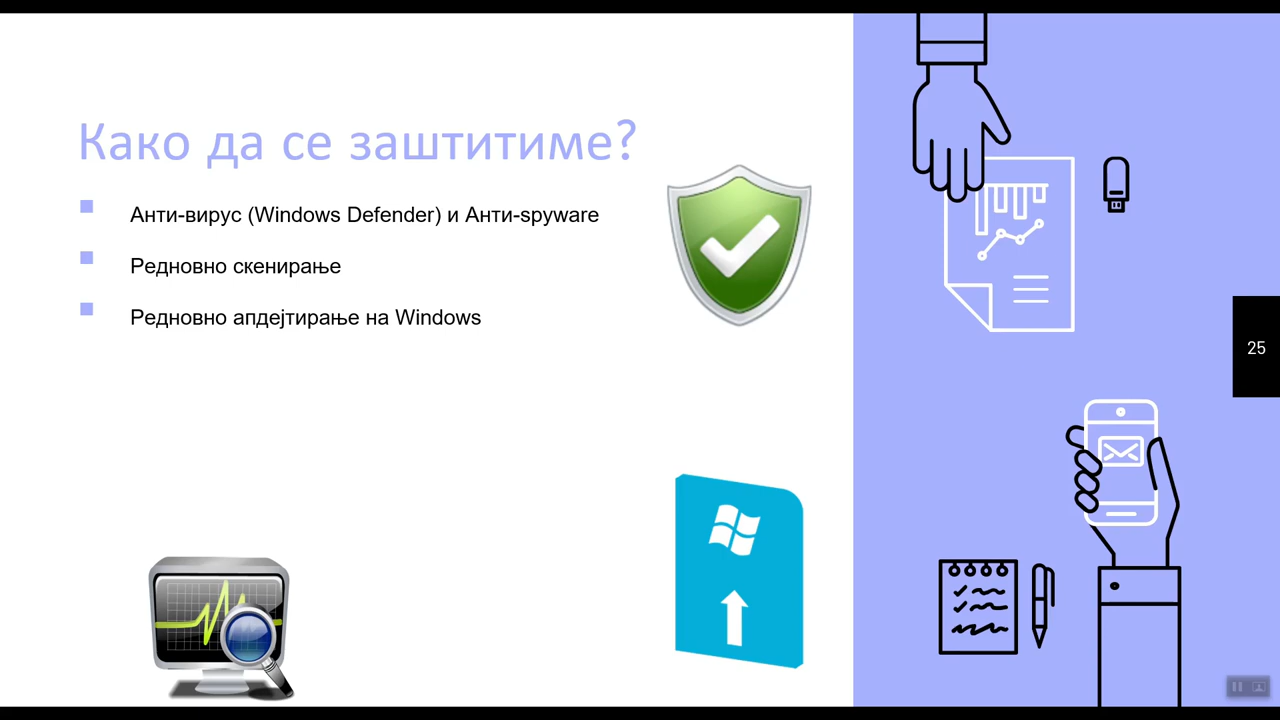 Како да се заштитиме?
Анти-вирус (Windows Defender) и Анти-spyware
Редновно скенирање
Редновно апдејтирање на Windows
25